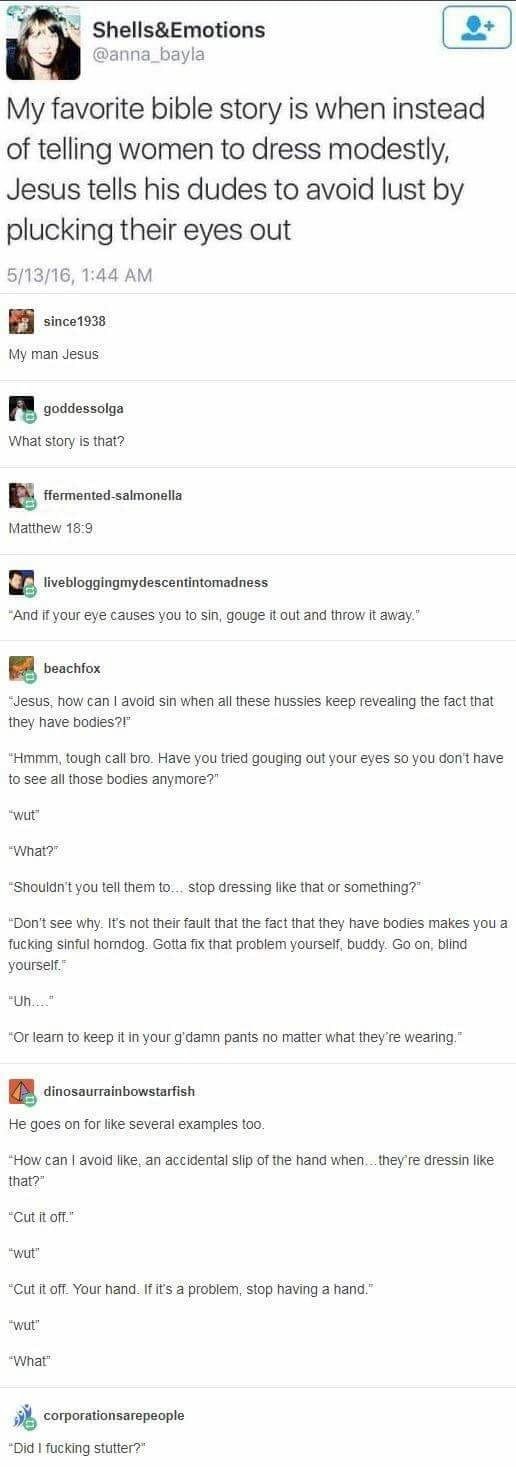 Shells&Emotions
@anna_bayla
My favorite bible story is when instead
of telling women to dress modestly,
Jesus tells his dudes to avoid lust by
plucking their eyes out
5/13/16, 1:44 AM
since1938
My man Jesus
goddessolga
What story is that?
ffermented-salmonella
Matthew 18:9
livebloggingmydescentintomadness
"And if your eye causes you to sin, gouge it out and throw it away."
beachfox
"Jesus, how can I avoid sin when all these hussies keep revealing the fact that
they have bodies?!"
"Hmmm, tough call bro. Have you tried gouging out your eyes so you don't have
to see all those bodies anymore?"
"wut"
"What?"
"Shouldn't you tell them to... stop dressing like that or something?"
"Don't see why. It's not their fault that the fact that they have bodies makes you a
fucking sinful horndog. Gotta fix that problem yourself, buddy. Go on, blind
yourself."
"Uh...."
"Or learn to keep it in your g'damn pants no matter what they're wearing."
dinosaurrainbowstarfish
He goes on for like several examples too.
"How can I avoid like, an accidental slip of the hand when...they're dressin like
that?"
"Cut it off."
"wut"
"Cut it off. Your hand. If it's a problem, stop having a hand."
"wut"
"What"
corporationsarepeople
"Did I fucking stutter?"